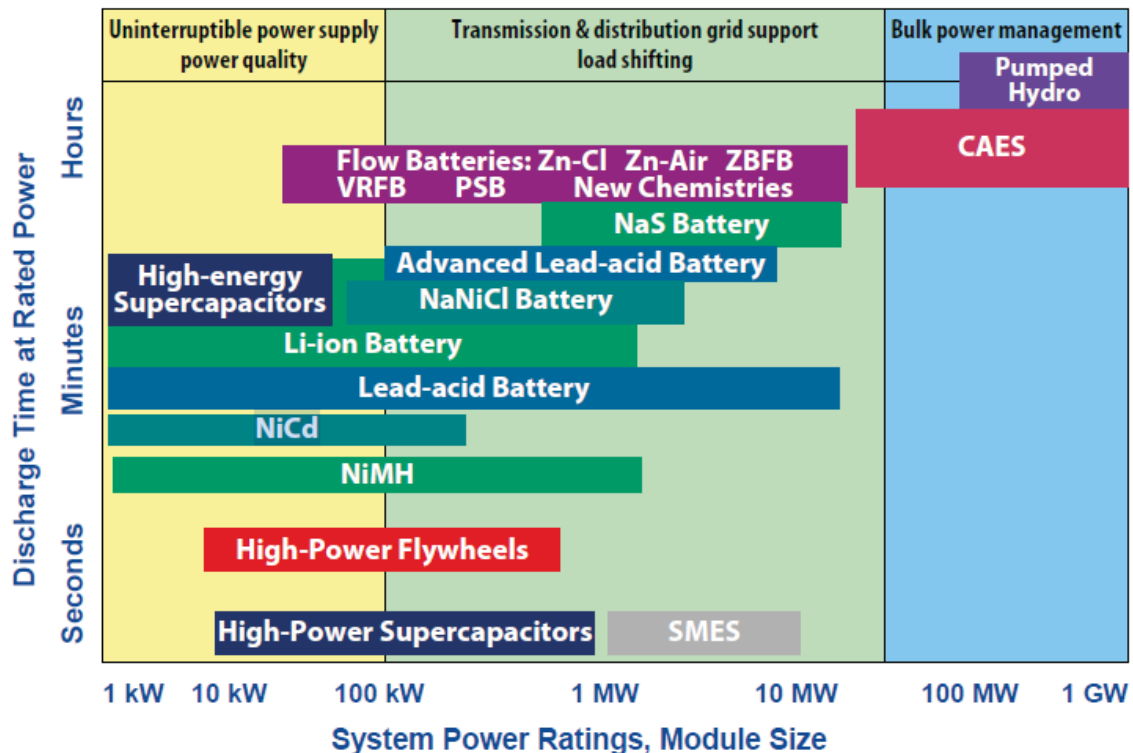 Uninterruptible power supply
power quality
Transmission & distribution grid support
load shifting
Bulk power management
Pumped
Hydro
CAES
Flow Batteries: Zn-Cl Zn-Air ZBFB
VRFB PSB New Chemistries
NaS Battery
Advanced Lead-acid Battery
High-energy
Supercapacitors
NaNiCl Battery
Li-ion Battery
Lead-acid Battery
NiCd
NiMH
High-Power Flywheels
High-Power Supercapacitors
SMES
Discharge Time at Rated Power
Hours
Minutes
Seconds
1 kW 10 kW 100 kW 1 MW 10 MW 100 MW 1 GW
System Power Ratings, Module Size